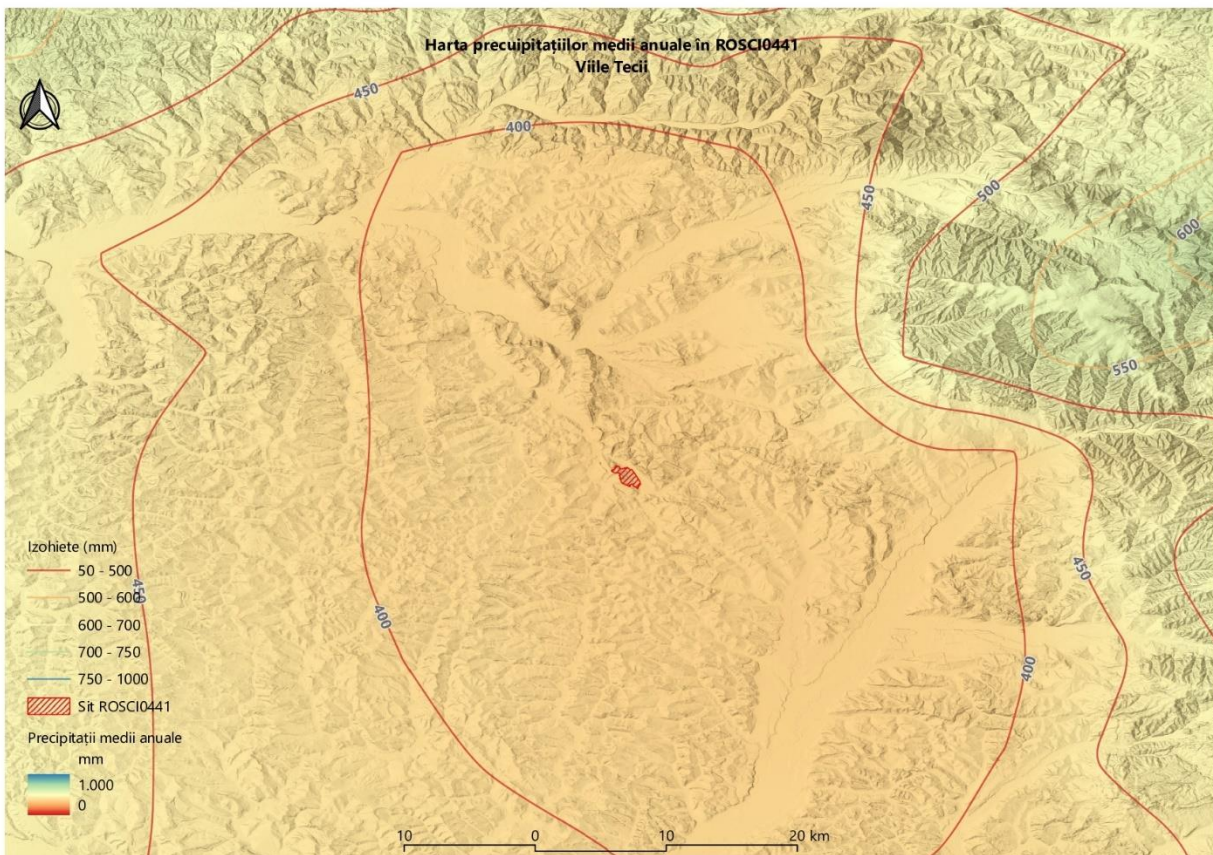 Harta precuipitațiilor medii anuale în ROSCI0441
Viile Tecii
450
400
450
500
600
550
450
400
450
400
Izohiete (mm)
50 - 500
500 - 600
600 - 700
700 - 750
750 - 1000
Sit ROSCI0441
Precipitații medii anuale
mm
1.000
0
10 0 10 20 km